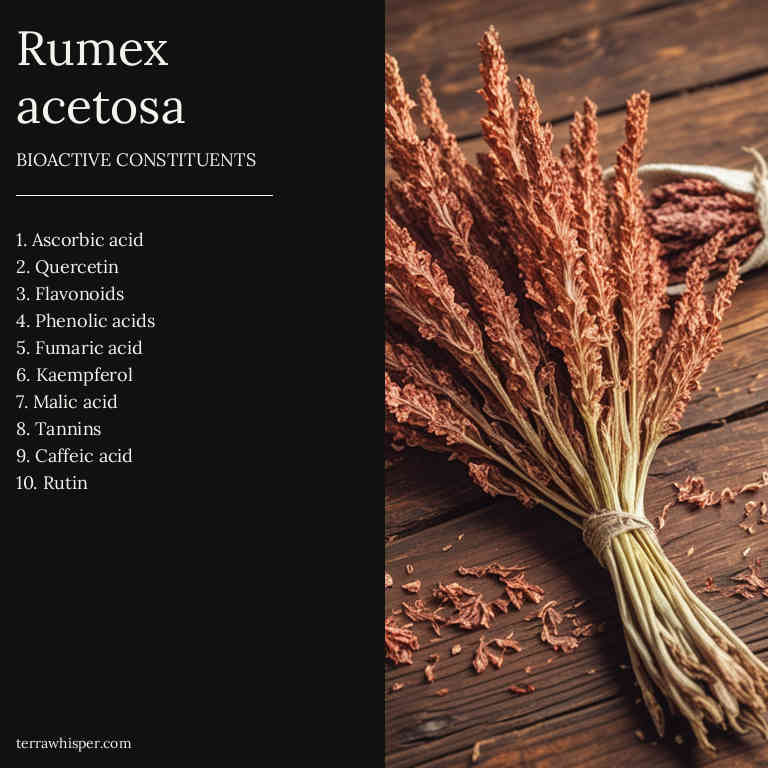 Rumex
acetosa
BIOACTIVE CONSTITUENTS
1. Ascorbic acid
2. Quercetin
3. Flavonoids
4. Phenolic acids
5. Fumaric acid
6. Kaempferol
7. Malic acid
8. Tannins
9. Caffeic acid
10. Rutin
terrawhisper.com